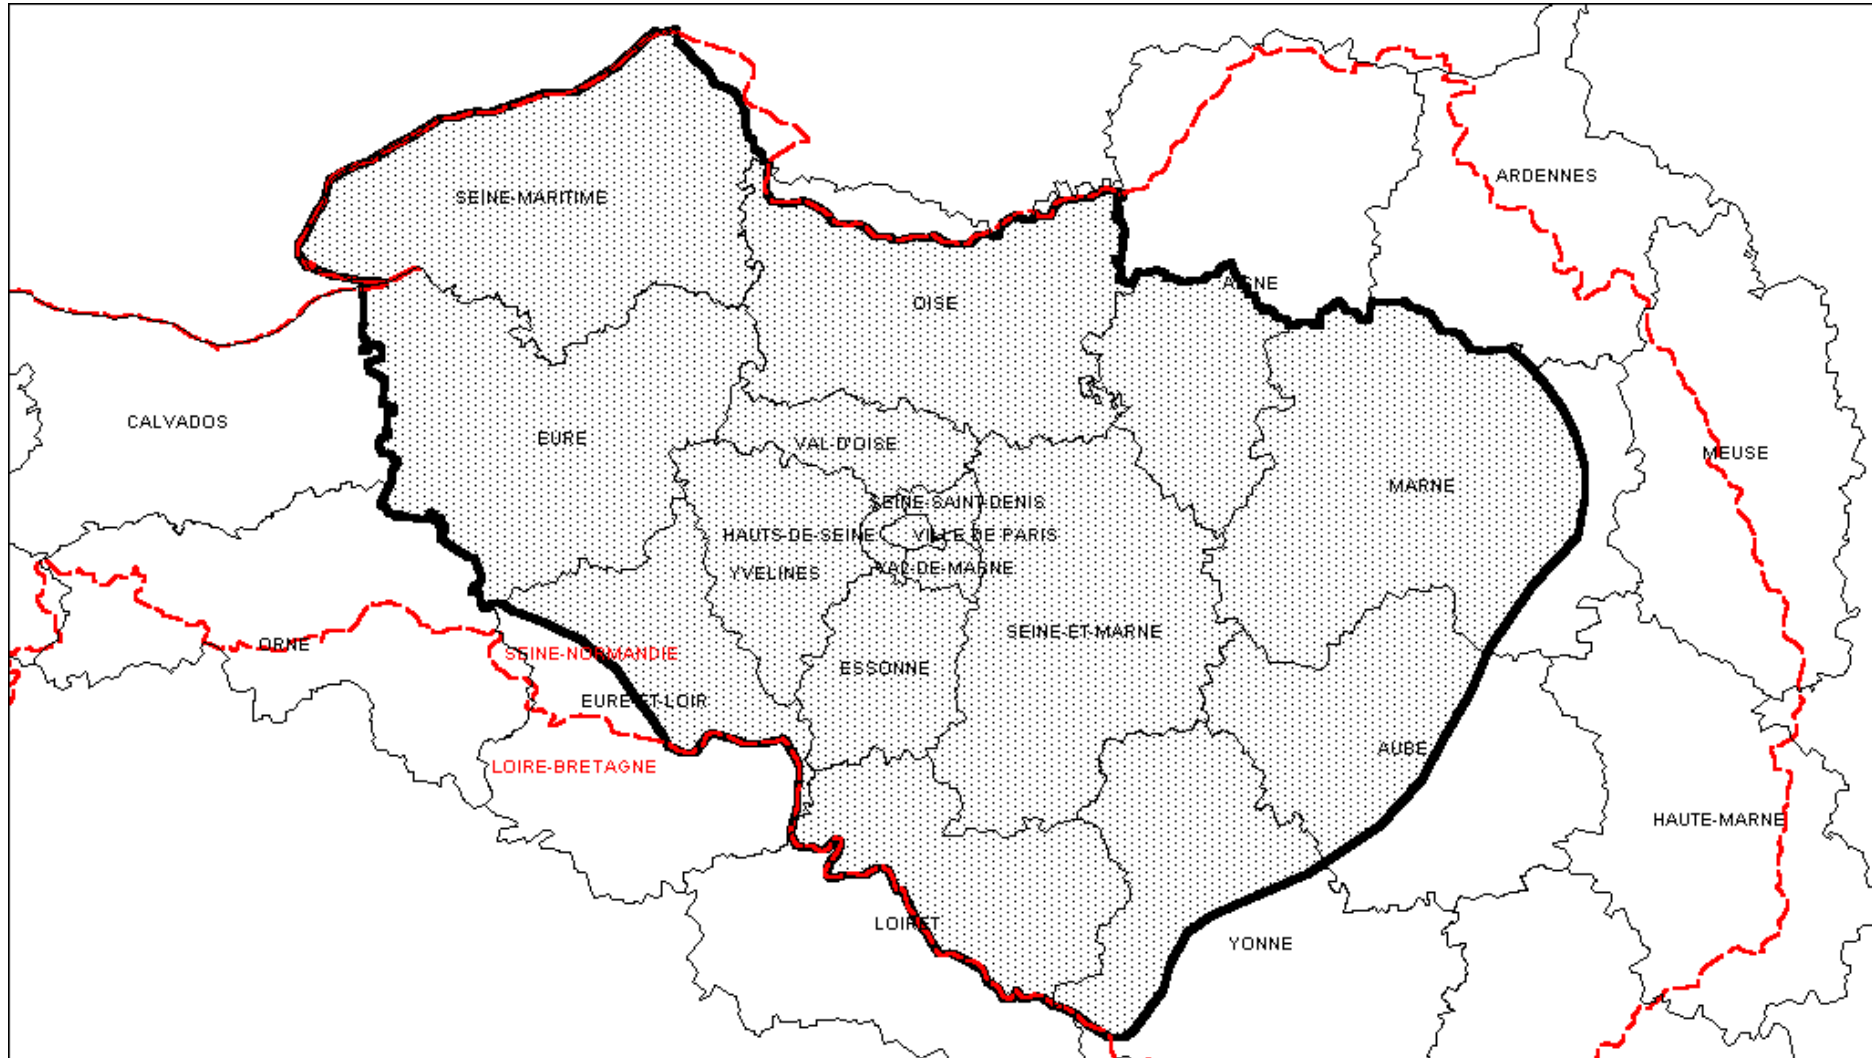 ARDENNES
SEINE-MARITIME
AISNE
OISE
CALVADOS
EURE
VAL-D'OISE
MEUSE
MARNE
SEINE-SAINT-DENIS
HAUTS-DE-SEINE
VILLE DE PARIS
VAL-DE-MARNE
YVELINES
SEINE-ET-MARNE
ORNE
SEINE-NORMANDIE
ESSONNE
EURE-ET-LOIR
AUBE
LOIRE-BRETAGNE
HAUTE-MARNE
LOIRET
YONNE